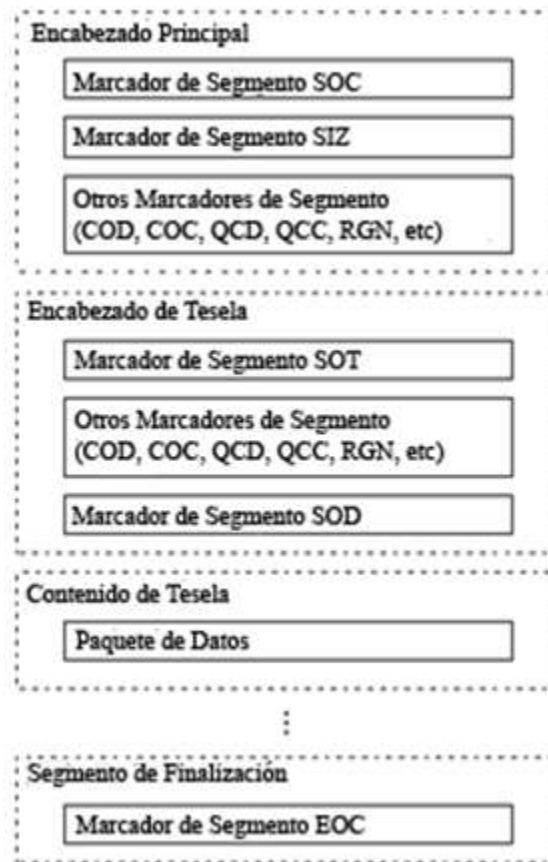 Encabezado Principal
Marcador de Segmento SOC
Marcador de Segmento SIZ
Otros Marcadores de Segmento
(COD, COC, QCD, QCC, RGN, etc)
Encabezado de Tesela
Marcador de Segmento SOT
Otros Marcadores de Segmento
(COD, COC, QCD, QCC, RGN, etc)
Marcador de Segmento SOD
Contenido de Tesela
Paquete de Datos
Segmento de Finalización
Marcador de Segmento EOC